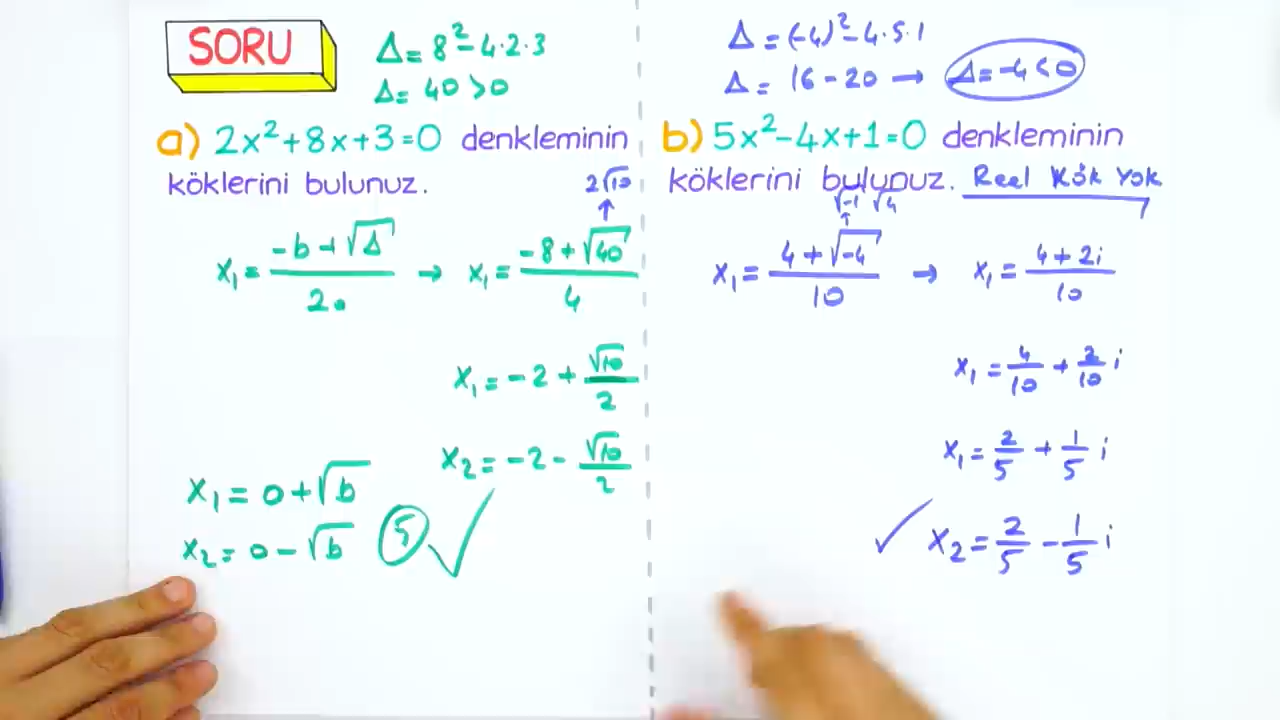 SORU
Δ = 8² - 4·2·3
Δ = 40 > 0
a) 2x² + 8x + 3 = 0 denkleminin
köklerini bulunuz.
2√10
↑
x₁ = (-b + √Δ)/2a → x₁ = (-8 + √40)/4
x₁ = -2 + √10/2
x₂ = -2 - √10/2
x₁ = a + √b
x₂ = a - √b
5 ✓
Δ = (-4)² - 4·5·1
Δ = 16 - 20 → Δ = -4 < 0
b) 5x² - 4x + 1 = 0 denkleminin
köklerini bulunuz. Reel Kök Yok
√-1 √4
↑
x₁ = (4 + √-4)/10 → x₁ = (4 + 2i)/10
x₁ = 4/10 + 2/10 i
x₁ = 2/5 + 1/5 i
✓ x₂ = 2/5 - 1/5 i